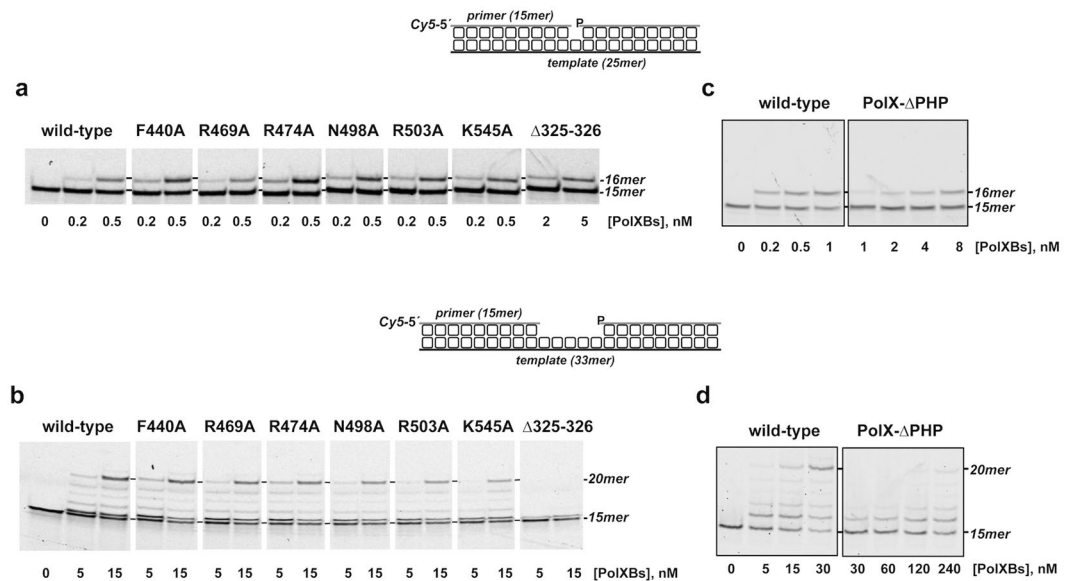 primer (15mer)
Cy5-5´
P
template (25mer)
a
wild-type F440A R469A R474A N498A R503A K545A Δ325-326
16mer
15mer
0 0.2 0.5 0.2 0.5 0.2 0.5 0.2 0.5 0.2 0.5 0.2 0.5 0.2 0.5 2 5 [PolXBs], nM
c
wild-type PolX-ΔPHP
16mer
15mer
0 0.2 0.5 1 1 2 4 8 [PolXBs], nM
primer (15mer)
Cy5-5´
P
template (33mer)
b
wild-type F440A R469A R474A N498A R503A K545A Δ325-326
20mer
15mer
0 5 15 5 15 5 15 5 15 5 15 5 15 5 15 5 15 [PolXBs], nM
d
wild-type PolX-ΔPHP
20mer
15mer
0 5 15 30 30 60 120 240 [PolXBs], nM